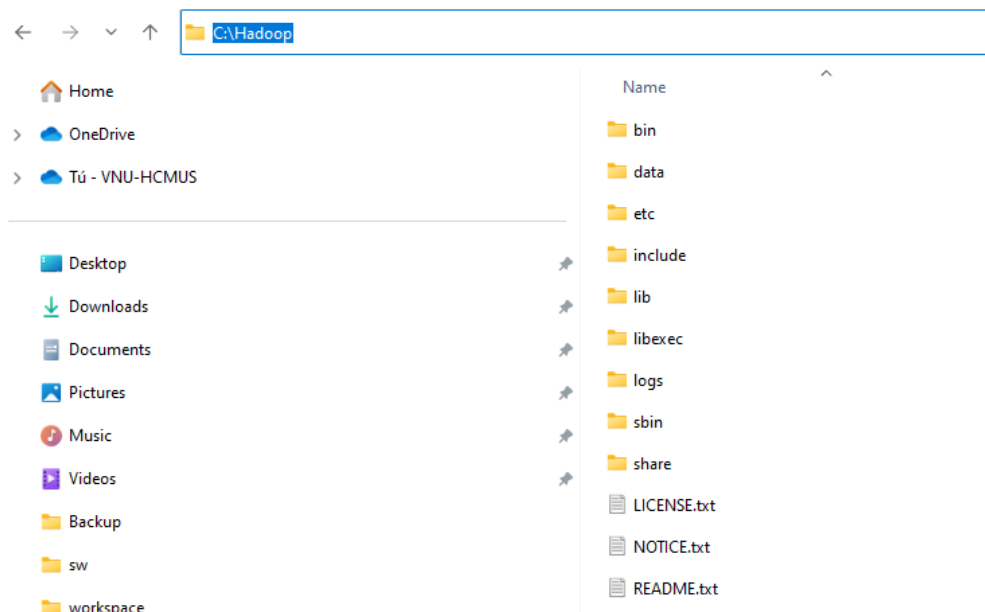 C:\Hadoop
Home
OneDrive
Tú - VNU-HCMUS
Desktop
Downloads
Documents
Pictures
Music
Videos
Backup
sw
workspace
Name
bin
data
etc
include
lib
libexec
logs
sbin
share
LICENSE.txt
NOTICE.txt
README.txt